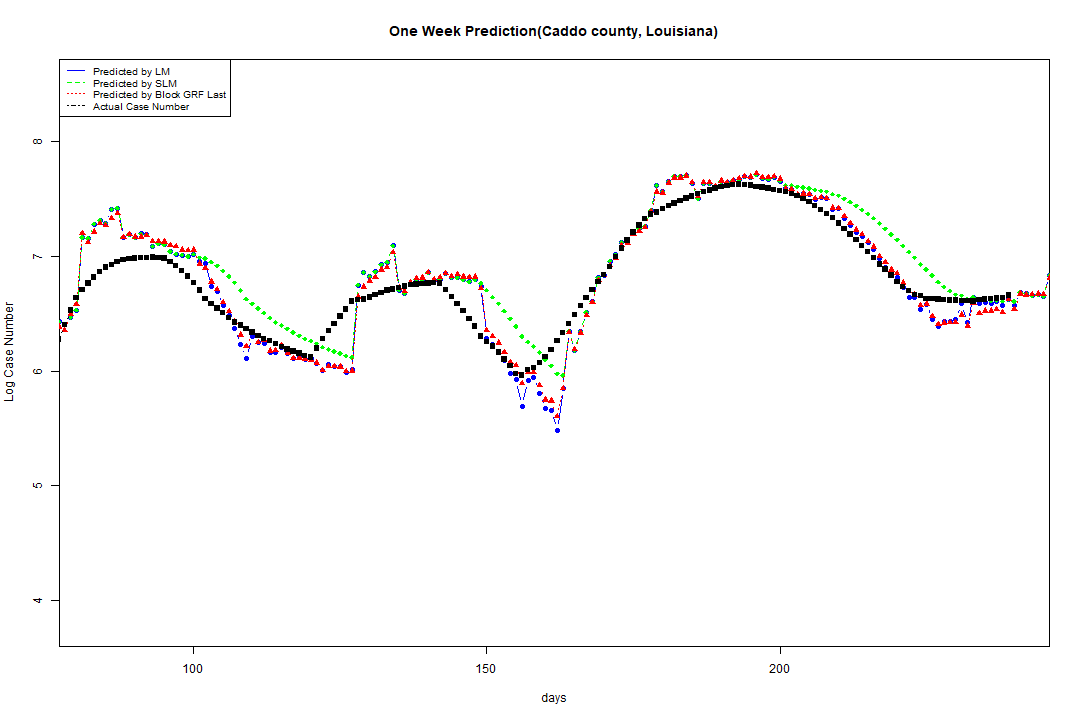 One Week Prediction(Caddo county, Louisiana)
Predicted by LM
Predicted by SLM
Predicted by Block GRF Last
Actual Case Number
8
7
6
5
4
Log Case Number
100
150
200
days